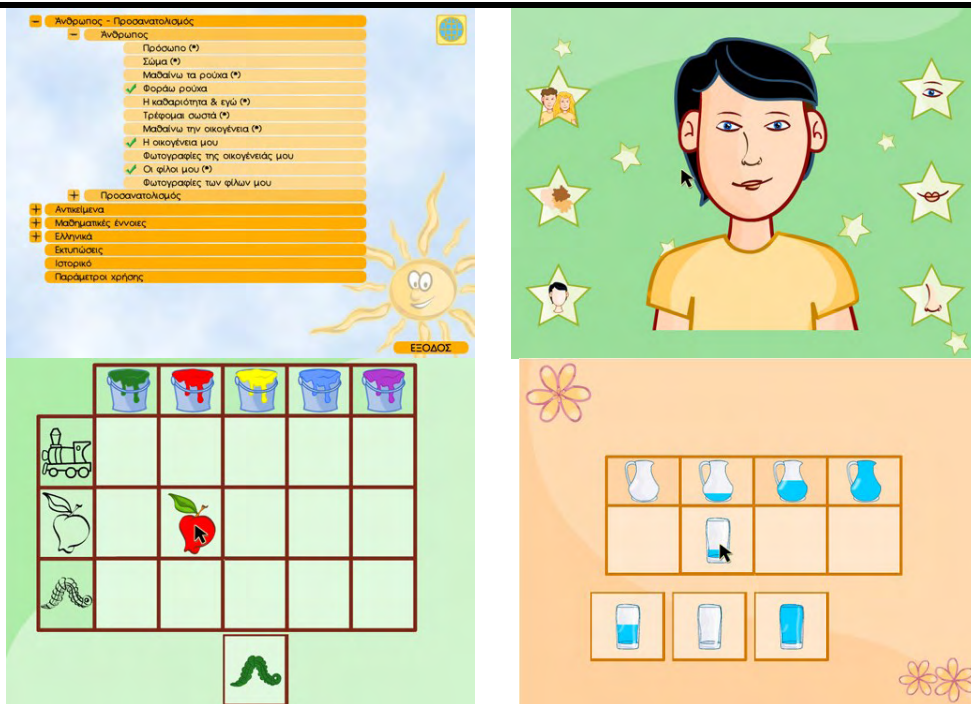 Άνθρωπος - Προσανατολισμός
Άνθρωπος
Πρόσωπο (*)
Σώμα (*)
Μαθαίνω τα ρούχα (*)
Φοράω ρούχα
Η καθαριότητα & εγώ (*)
Τρέφομαι σωστά (*)
Μαθαίνω την οικογένεια (*)
Η οικογένεια μου
Φωτογραφίες της οικογένειάς μου
Οι φίλοι μου (*)
Φωτογραφίες των φίλων μου
Προσανατολισμός
Αντικείμενα
Μαθηματικές έννοιες
Ελληνικά
Εκτυπώσεις
Ιστορικό
Παράμετροι χρήσης
ΕΞΟΔΟΣ